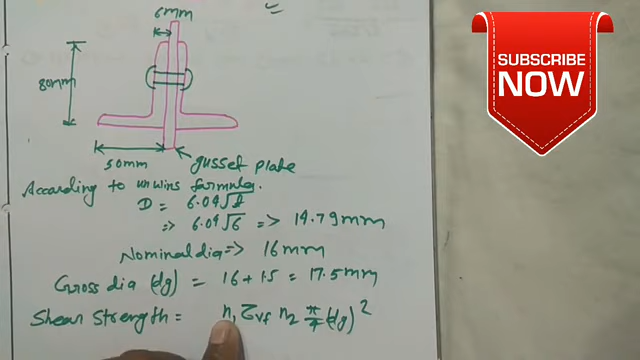 6mm
SUBSCRIBE
NOW
80mm
50mm
gusset plate
According to unwins formula.
D = 6.04√t
=> 6.04√6 => 14.79mm
Nominal dia => 16mm
Gross dia (dg) = 16 + 1.5 = 17.5mm
Shear Strength = n₁ τvf n₂ π/4 (dg)²